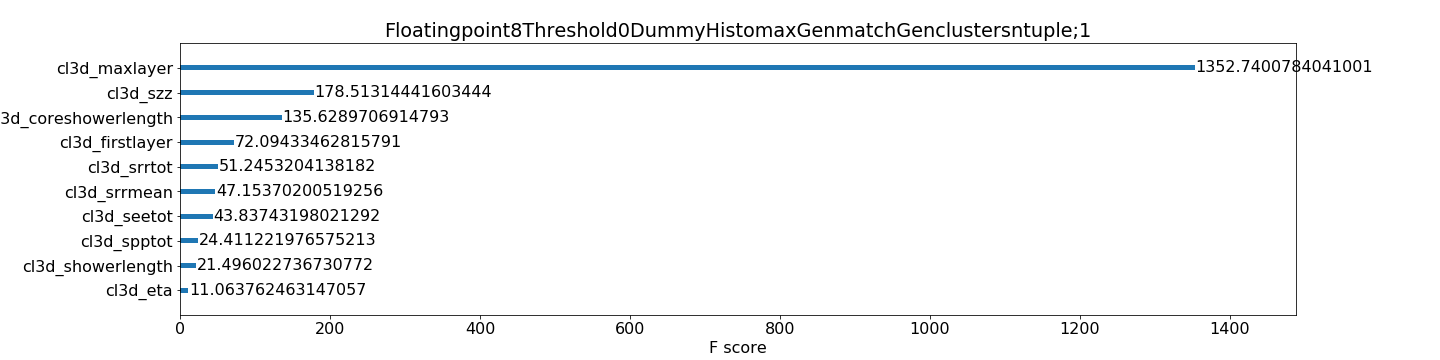 Floatingpoint8Threshold0DummyHistomaxGenmatchGenclustersntuple;1
cl3d_maxlayer 1352.7400784041001
cl3d_szz 178.51314441603444
3d_coreshowerlength 135.6289706914793
cl3d_firstlayer 72.09433462815791
cl3d_srrtot 51.2453204138182
cl3d_srrmean 47.15370200519256
cl3d_seetot 43.83743198021292
cl3d_spptot 24.411221976575213
cl3d_showerlength 21.496022736730772
cl3d_eta 11.063762463147057
0 200 400 600 800 1000 1200 1400
F score